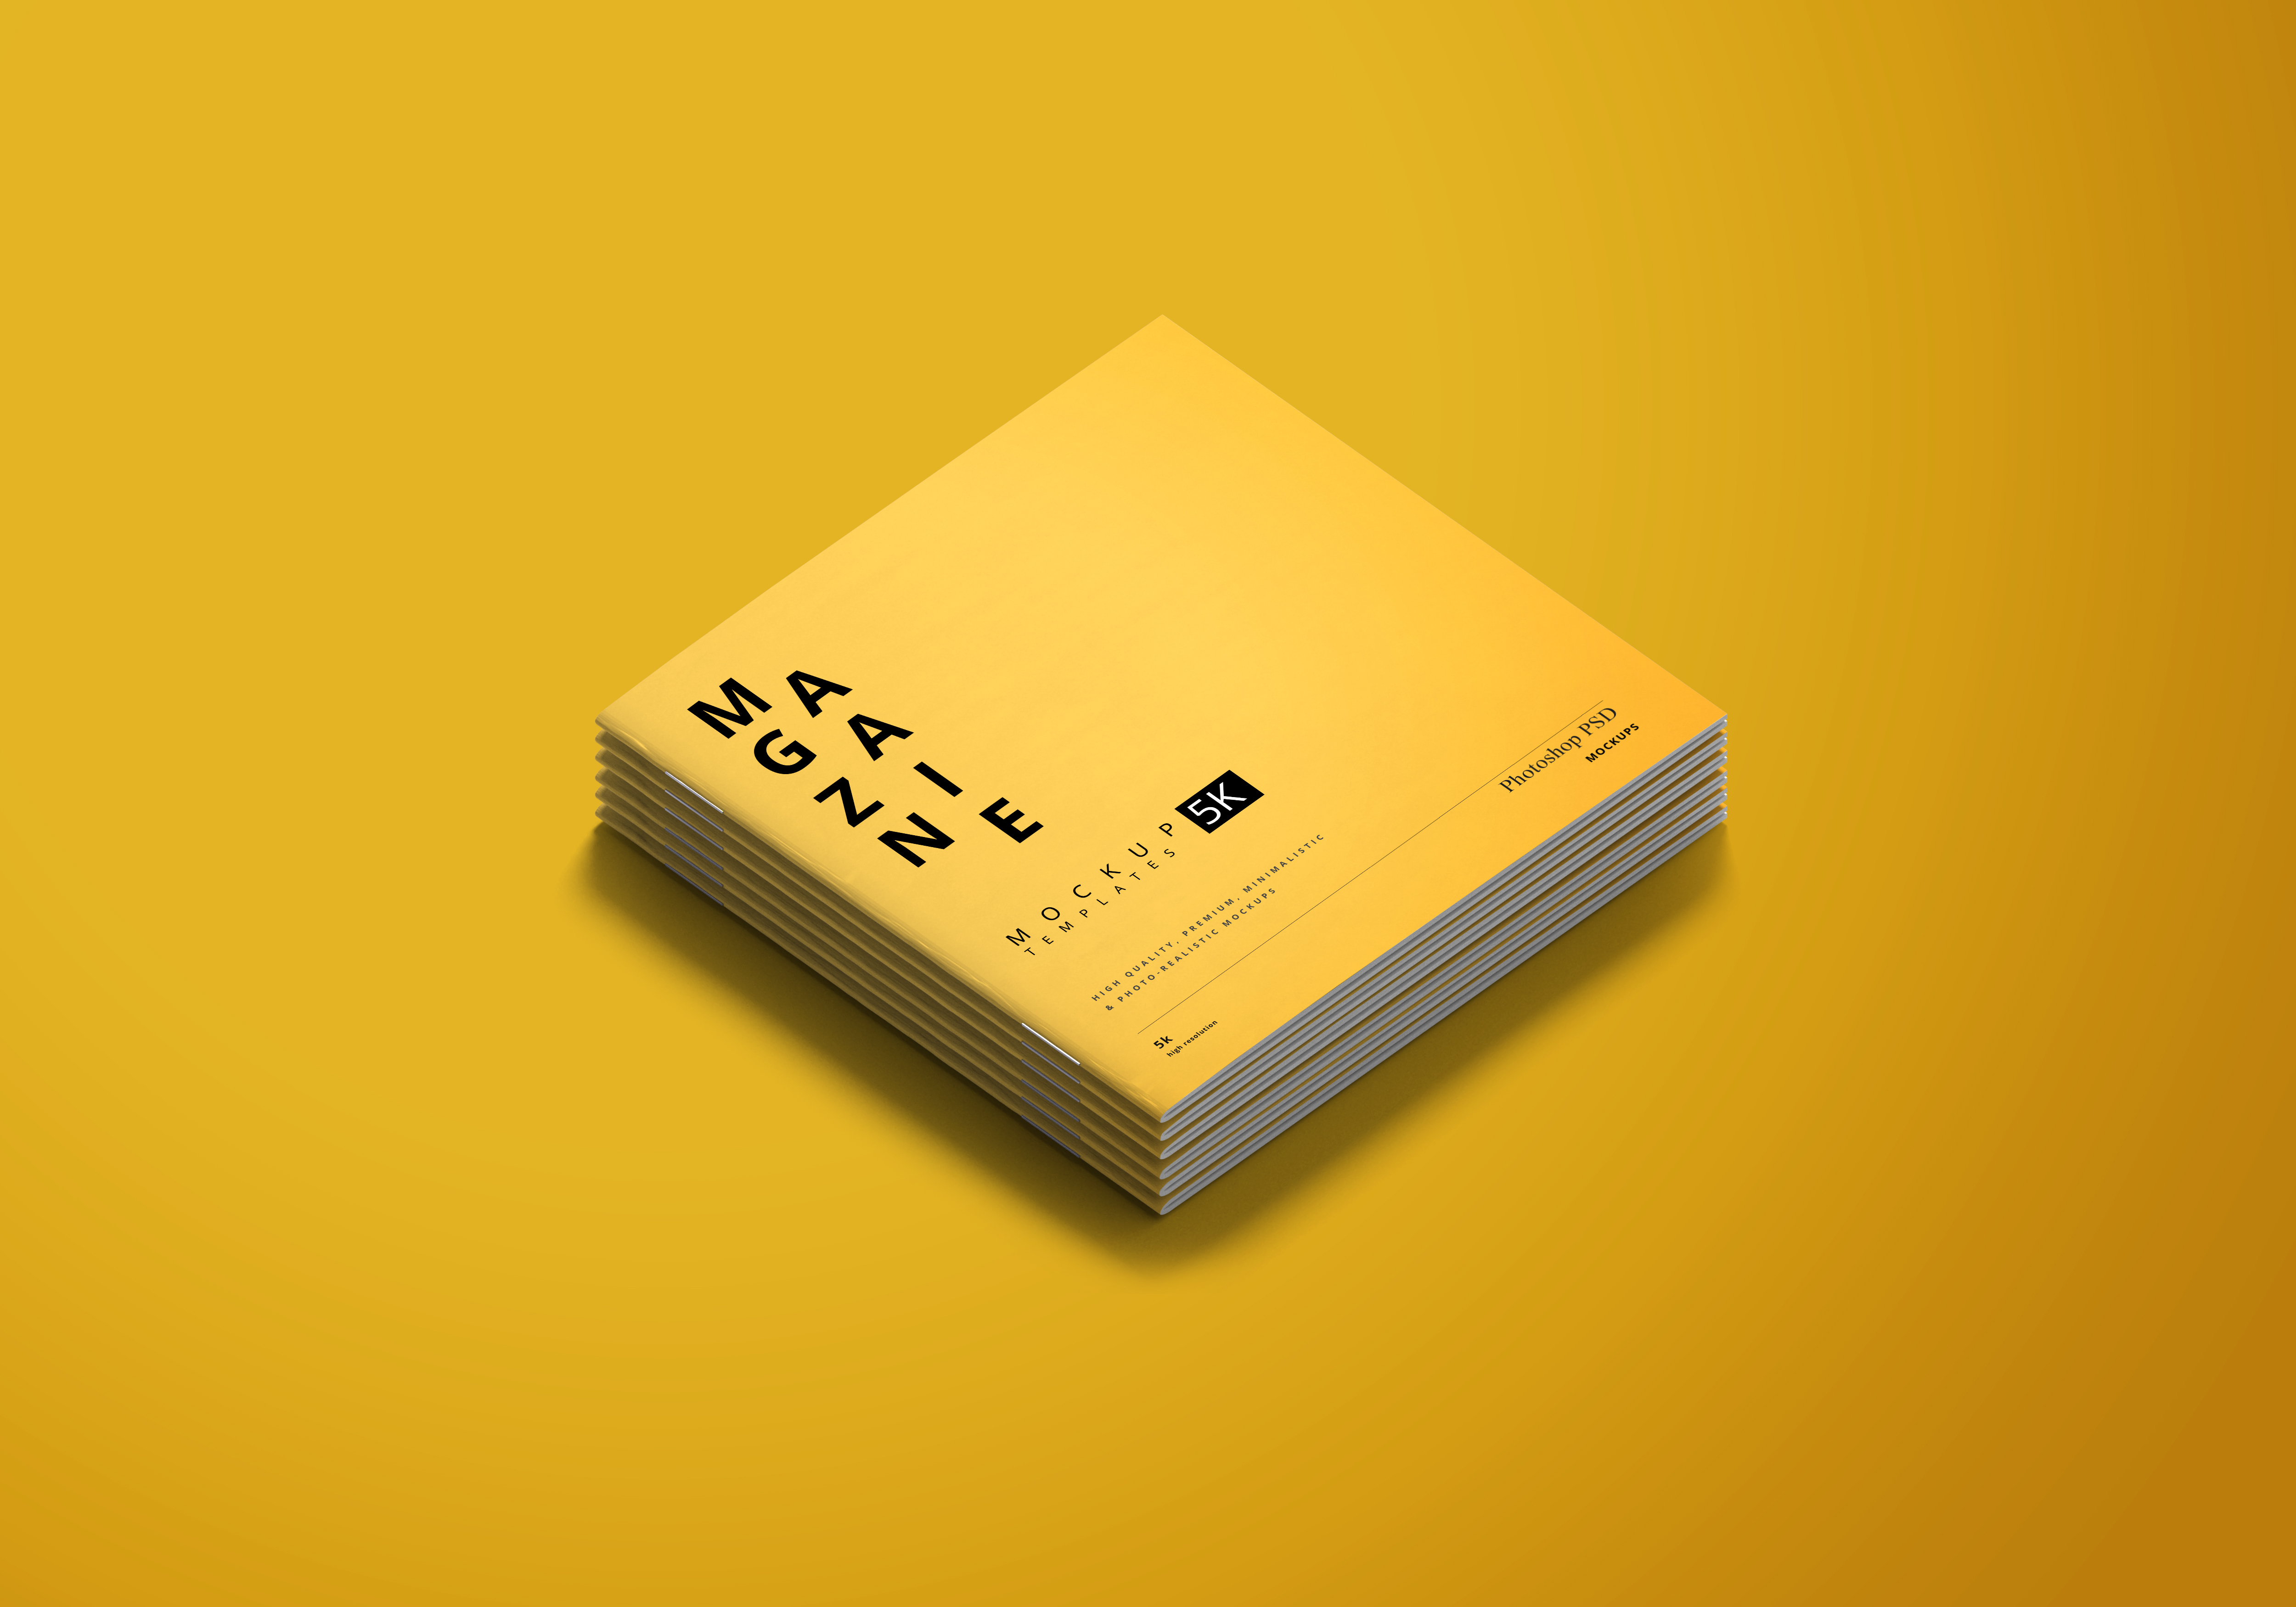 MA
GA
ZI
NE
MOCKUP 5K
TEMPLATES
HIGH QUALITY, PREMIUM, MINIMALISTIC
& PHOTO-REALISTIC MOCKUPS
Photoshop PSD
MOCKUPS
5k
high resolution